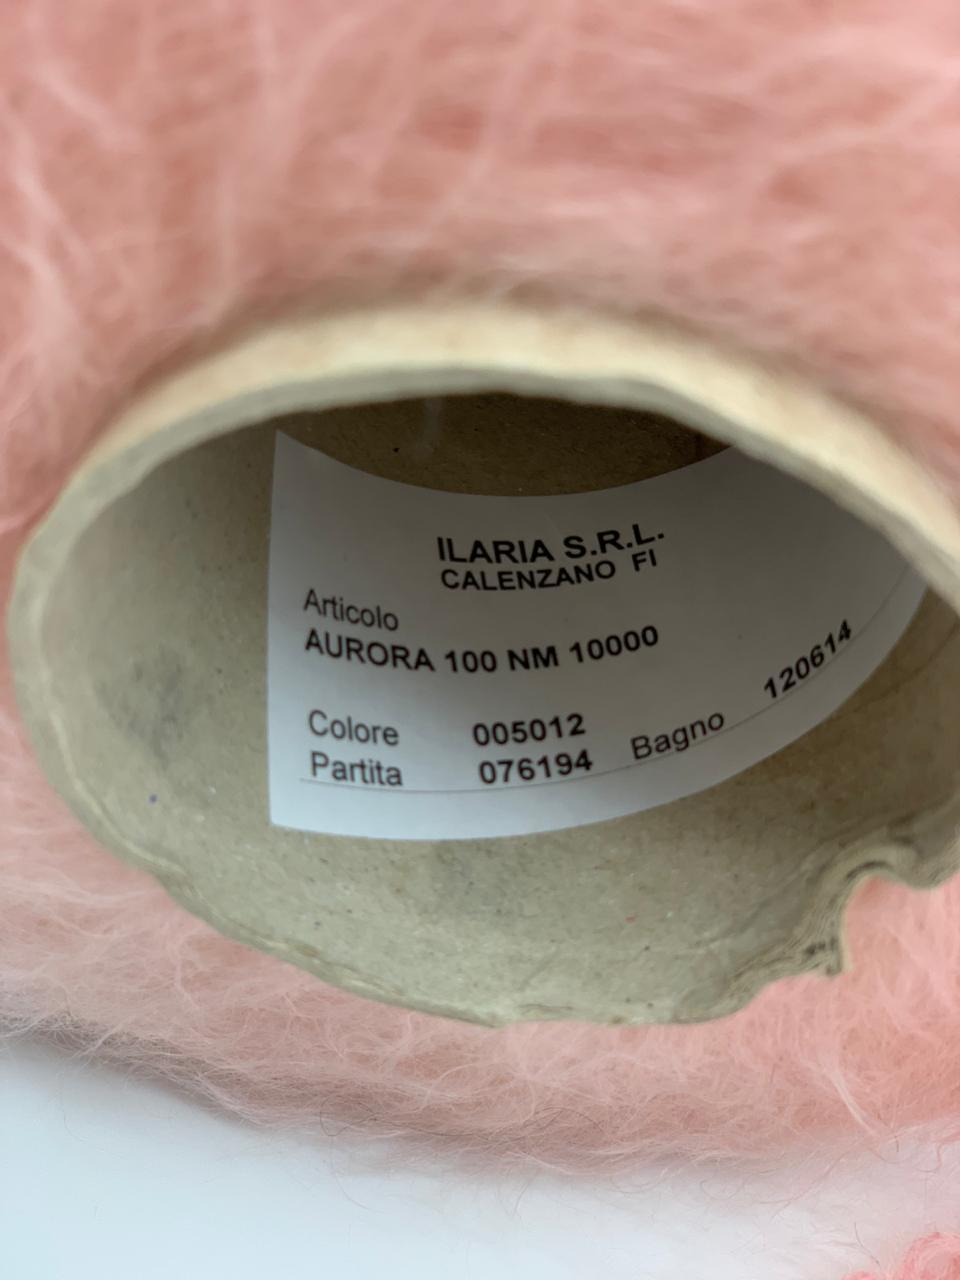 ILARIA S.R.L.
CALENZANO FI
Articolo
AURORA 100 NM 10000
Colore 005012 Bagno 120614
Partita 076194